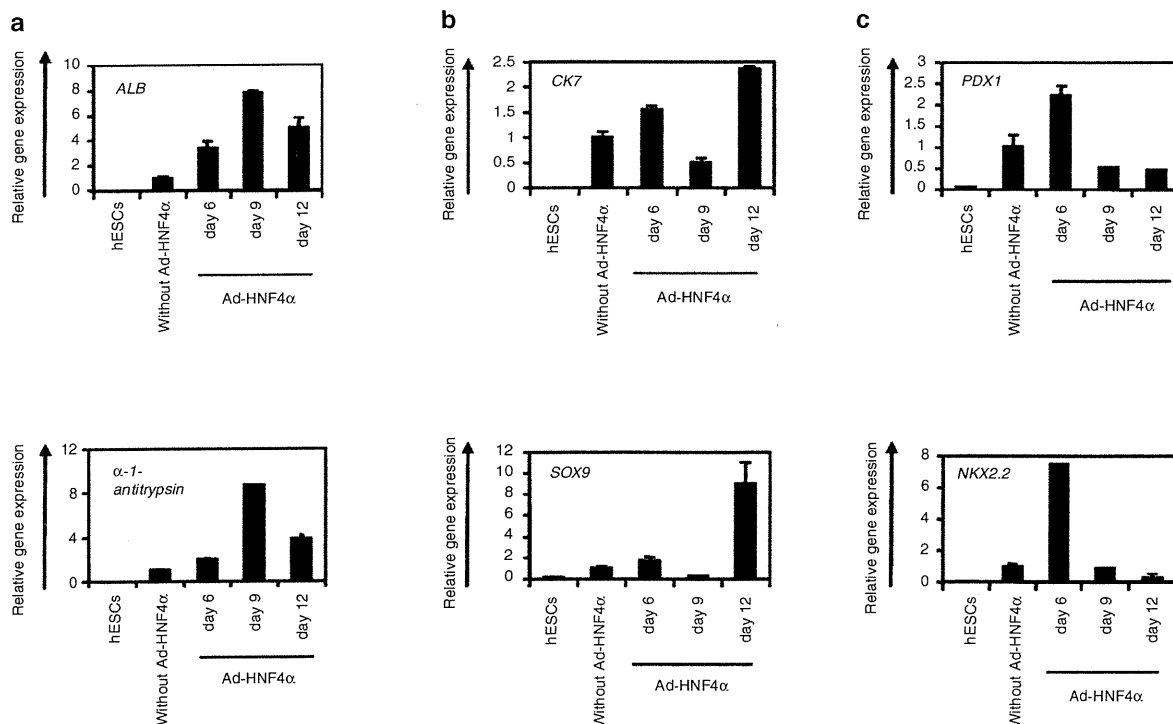 a
Relative gene expression
10
8
6
4
2
0
ALB
hESCs
Without Ad-HNF4α
day 6
day 9
day 12
Ad-HNF4α
b
Relative gene expression
2.5
2
1.5
1
0.5
0
CK7
hESCs
Without Ad-HNF4α
day 6
day 9
day 12
Ad-HNF4α
c
Relative gene expression
3
2.5
2
1.5
1
0.5
0
PDX1
hESCs
Without Ad-HNF4α
day 6
day 9
day 12
Ad-HNF4α
Relative gene expression
12
8
4
0
α-1-
antitrypsin
hESCs
Without Ad-HNF4α
day 6
day 9
day 12
Ad-HNF4α
Relative gene expression
12
10
8
6
4
2
0
SOX9
hESCs
Without Ad-HNF4α
day 6
day 9
day 12
Ad-HNF4α
Relative gene expression
8
6
4
2
0
NKX2.2
hESCs
Without Ad-HNF4α
day 6
day 9
day 12
Ad-HNF4α